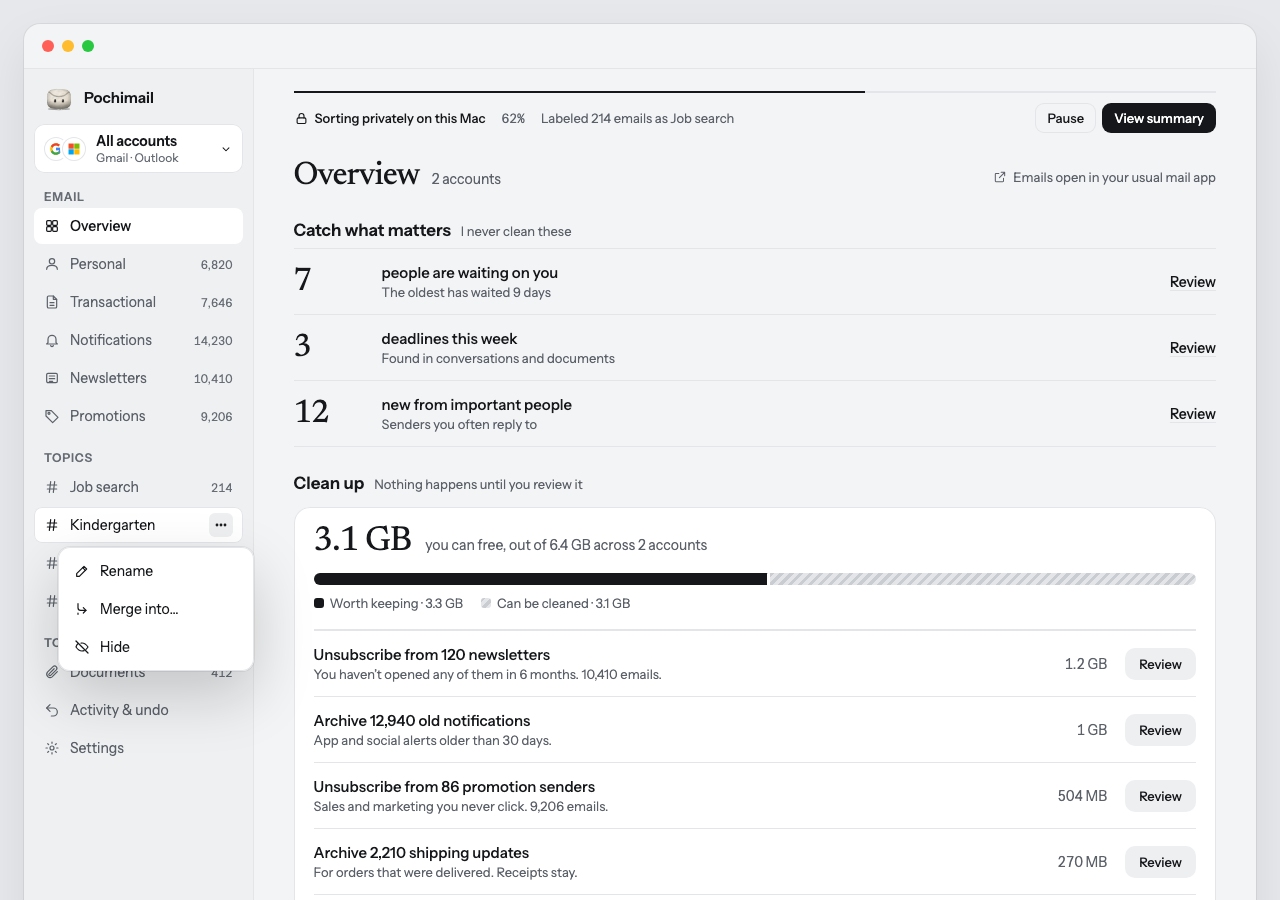 Pochimail
All accounts
Gmail · Outlook
EMAIL
Overview
Personal 6,820
Transactional 7,646
Notifications 14,230
Newsletters 10,410
Promotions 9,206
TOPICS
# Job search 214
# Kindergarten •••
#
#
Rename
Merge into...
Hide
Documents 412
Activity & undo
Settings
Sorting privately on this Mac 62% Labeled 214 emails as Job search Pause View summary
Overview 2 accounts Emails open in your usual mail app
Catch what matters I never clean these
7 people are waiting on you Review
The oldest has waited 9 days
3 deadlines this week Review
Found in conversations and documents
12 new from important people Review
Senders you often reply to
Clean up Nothing happens until you review it
3.1 GB you can free, out of 6.4 GB across 2 accounts
Worth keeping · 3.3 GB Can be cleaned · 3.1 GB
Unsubscribe from 120 newsletters 1.2 GB Review
You haven't opened any of them in 6 months. 10,410 emails.
Archive 12,940 old notifications 1 GB Review
App and social alerts older than 30 days.
Unsubscribe from 86 promotion senders 504 MB Review
Sales and marketing you never click. 9,206 emails.
Archive 2,210 shipping updates 270 MB Review
For orders that were delivered. Receipts stay.